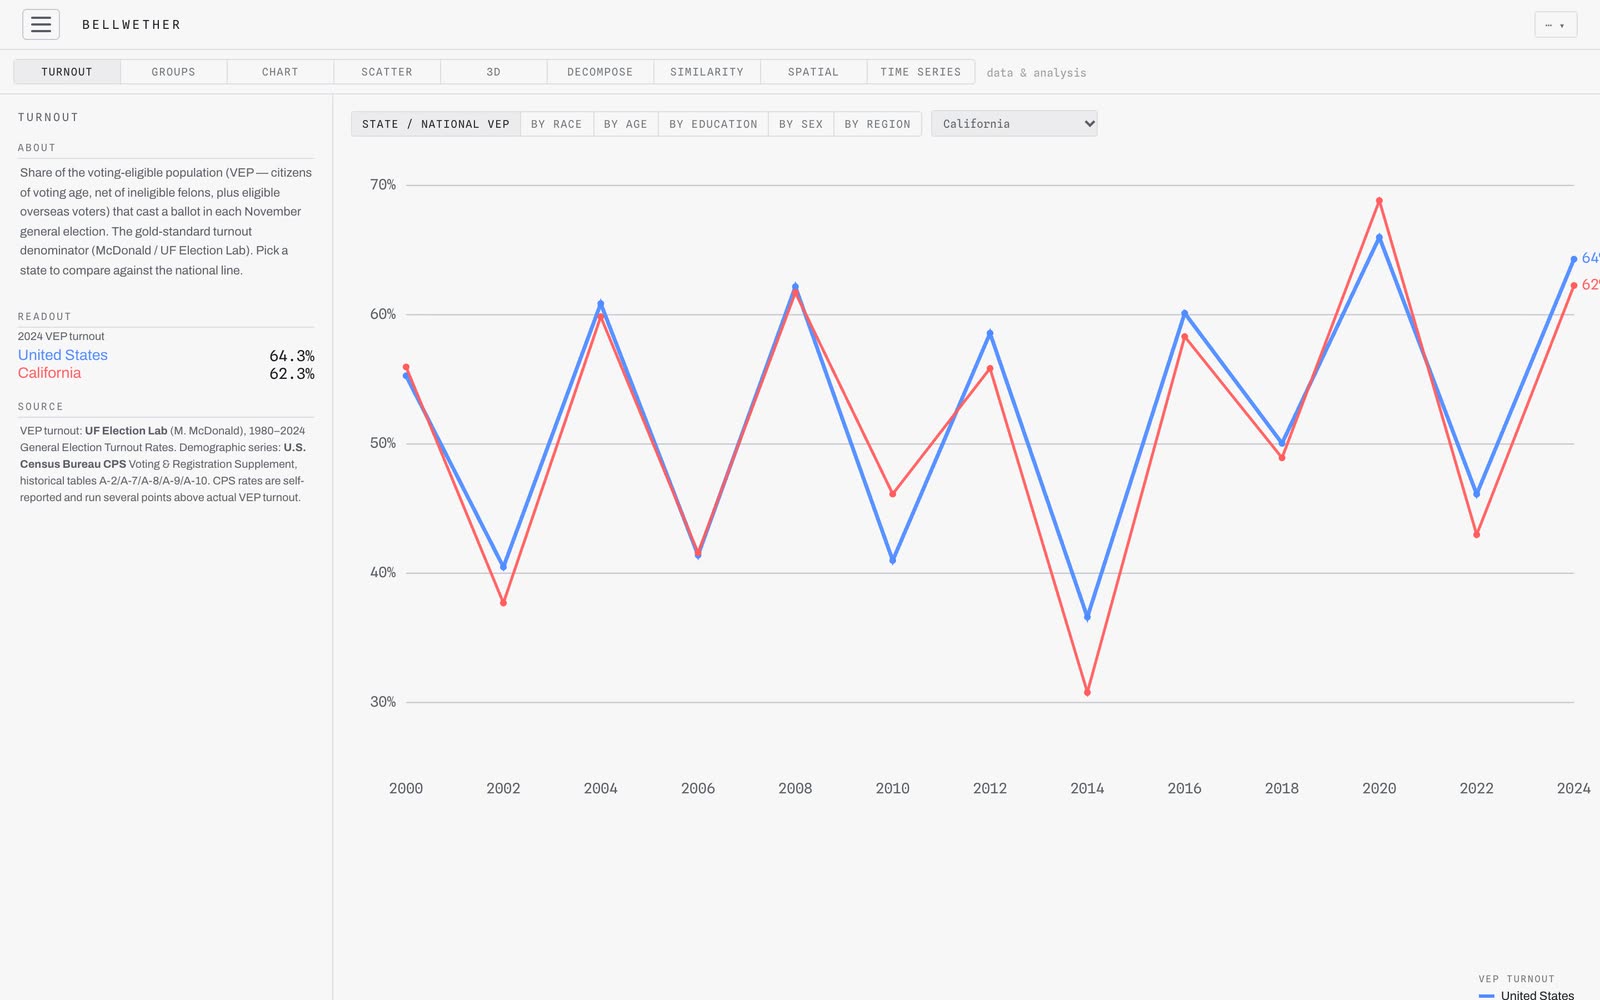 BELLWETHER
… ▾
TURNOUT GROUPS CHART SCATTER 3D DECOMPOSE SIMILARITY SPATIAL TIME SERIES data & analysis
TURNOUT
ABOUT
Share of the voting-eligible population (VEP — citizens
of voting age, net of ineligible felons, plus eligible
overseas voters) that cast a ballot in each November
general election. The gold-standard turnout
denominator (McDonald / UF Election Lab). Pick a
state to compare against the national line.
READOUT
2024 VEP turnout
United States 64.3%
California 62.3%
SOURCE
VEP turnout: UF Election Lab (M. McDonald), 1980–2024
General Election Turnout Rates. Demographic series: U.S.
Census Bureau CPS Voting & Registration Supplement,
historical tables A-2/A-7/A-8/A-9/A-10. CPS rates are self-
reported and run several points above actual VEP turnout.
STATE / NATIONAL VEP BY RACE BY AGE BY EDUCATION BY SEX BY REGION California
70%
60%
50%
40%
30%
64
62
2000 2002 2004 2006 2008 2010 2012 2014 2016 2018 2020 2022 2024
VEP TURNOUT
United States